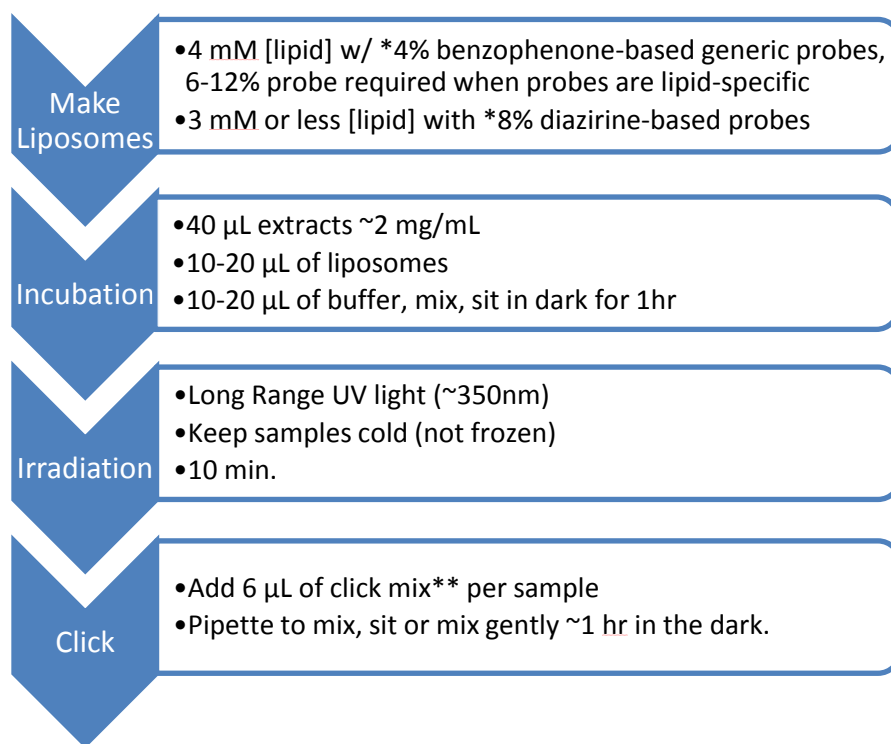 Make
Liposomes
•4 mM [lipid] w/ *4% benzophenone-based generic probes,
6-12% probe required when probes are lipid-specific
•3 mM or less [lipid] with *8% diazirine-based probes
Incubation
•40 µL extracts ~2 mg/mL
•10-20 µL of liposomes
•10-20 µL of buffer, mix, sit in dark for 1hr
Irradiation
•Long Range UV light (~350nm)
•Keep samples cold (not frozen)
•10 min.
Click
•Add 6 µL of click mix** per sample
•Pipette to mix, sit or mix gently ~1 hr in the dark.